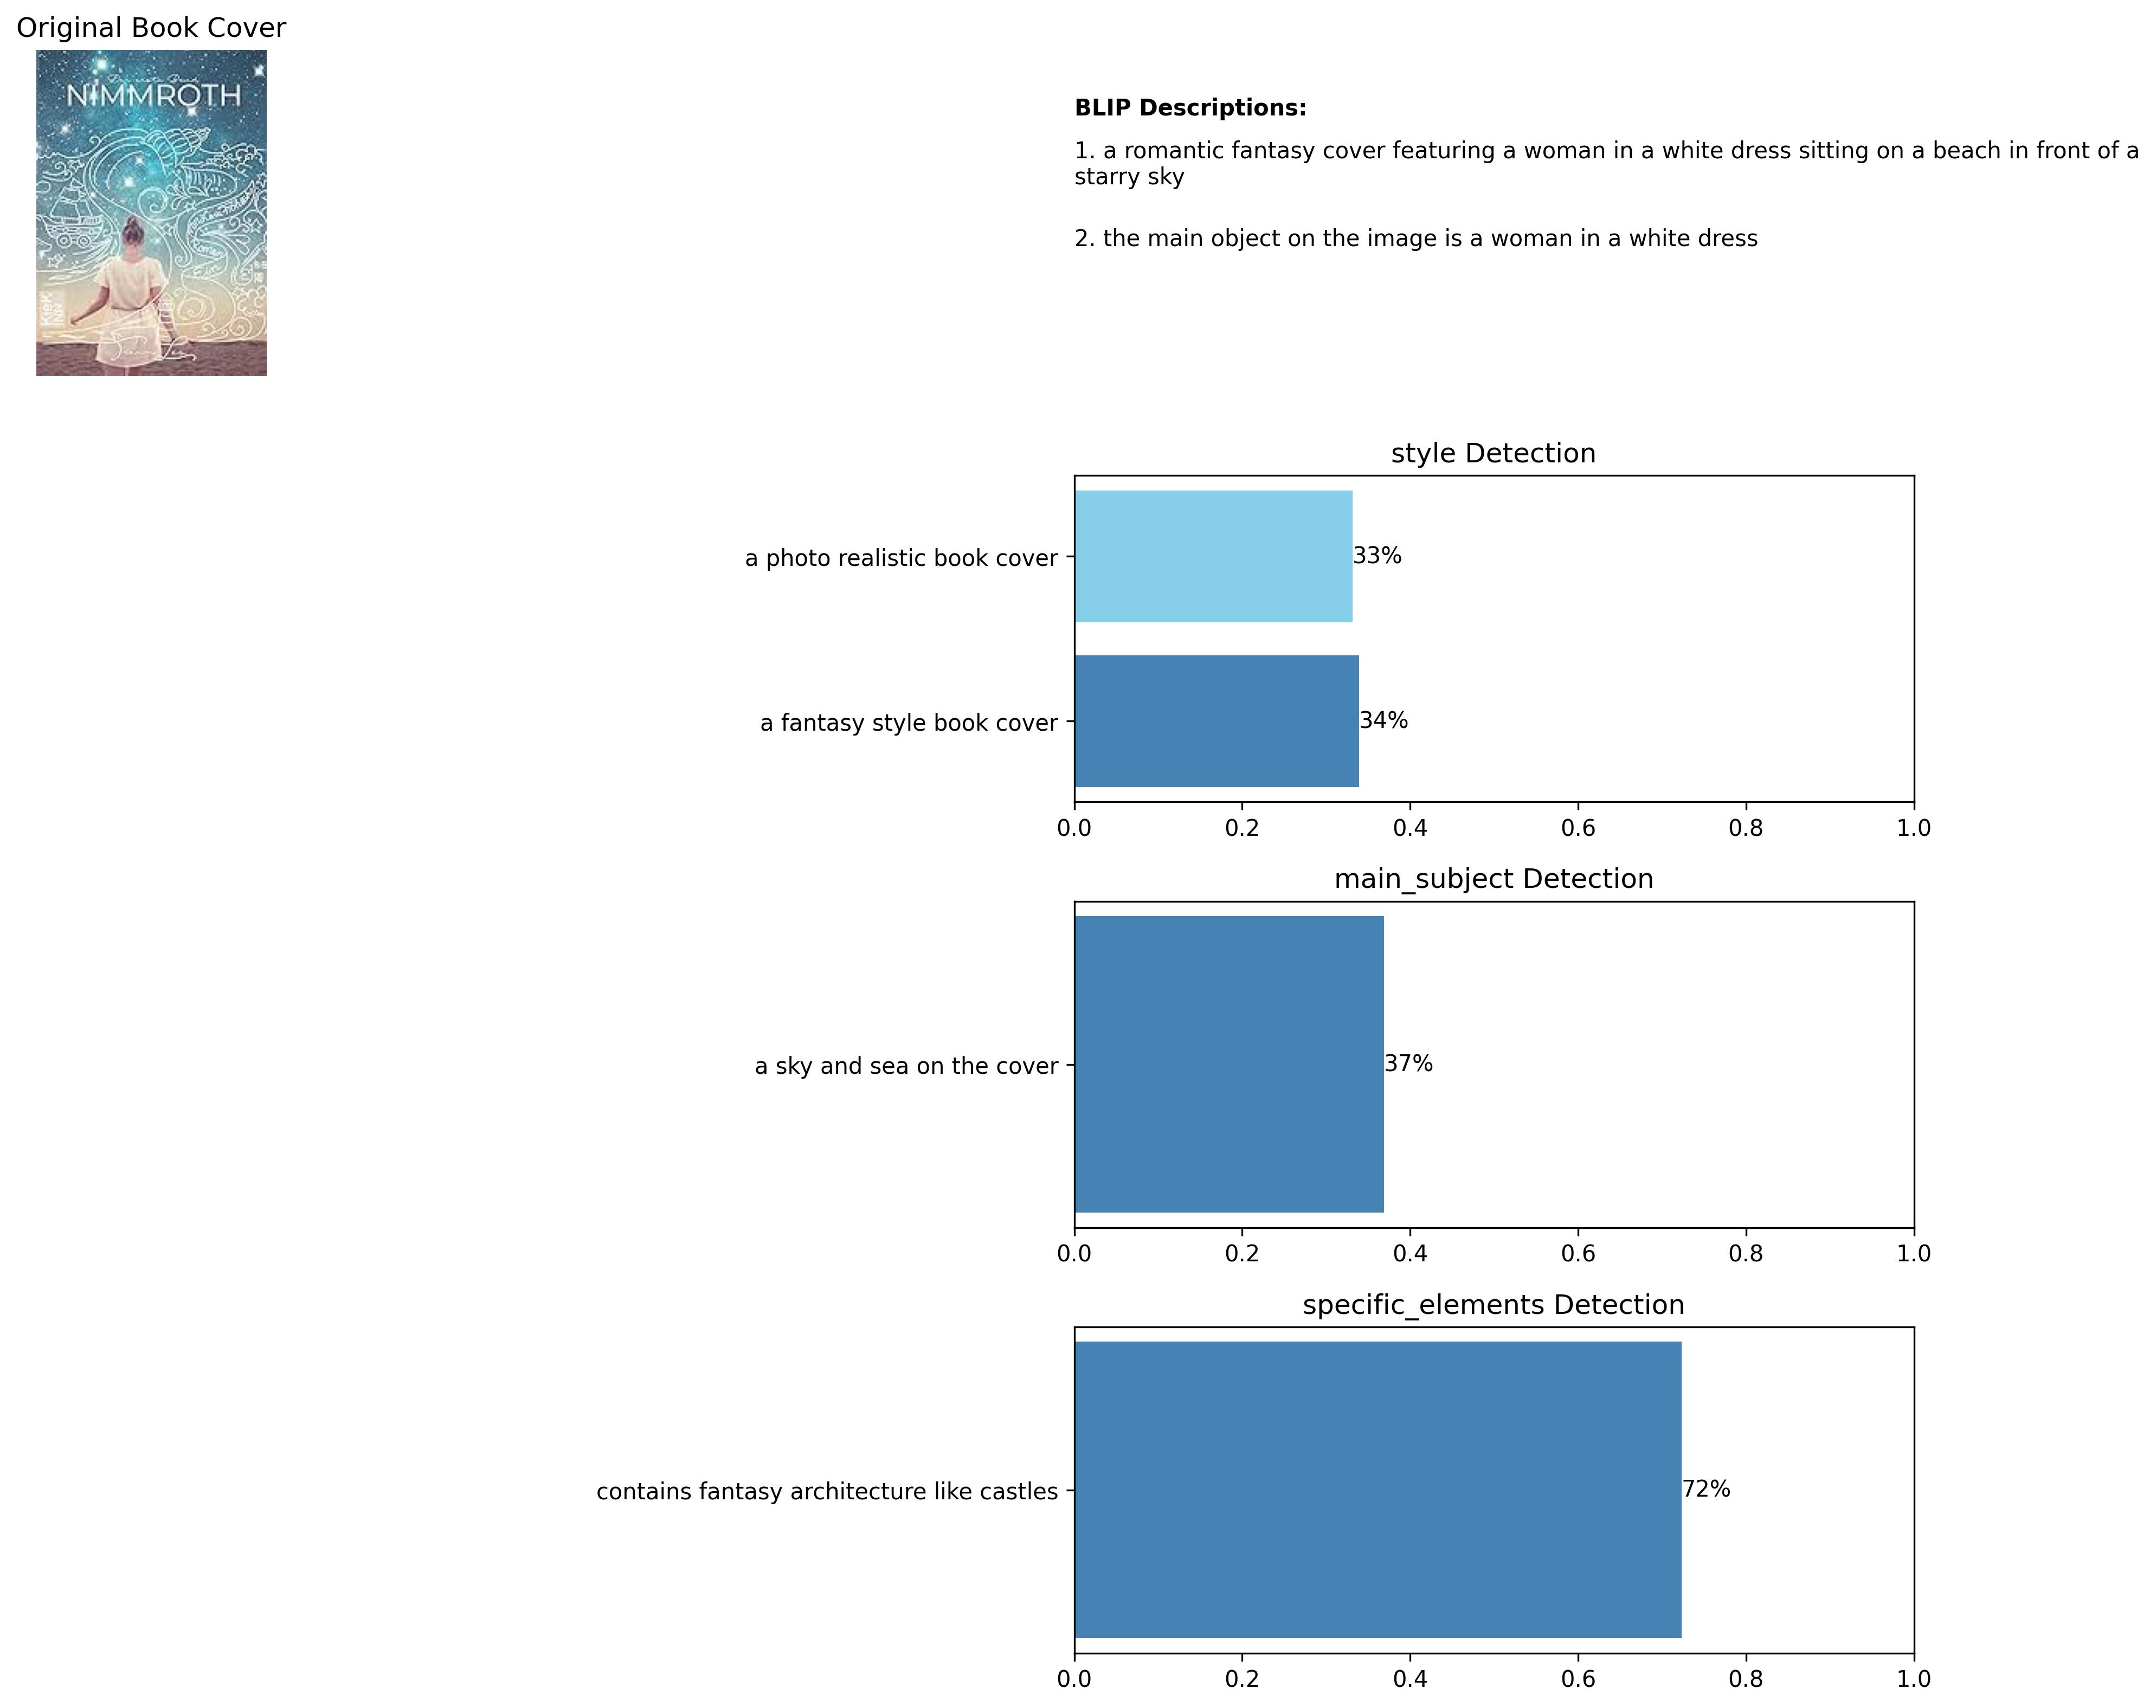 Original Book Cover
NIMMROTH
BLIP Descriptions:
1. a romantic fantasy cover featuring a woman in a white dress sitting on a beach in front of a
starry sky
2. the main object on the image is a woman in a white dress
style Detection
a photo realistic book cover
33%
a fantasy style book cover
34%
0.0 0.2 0.4 0.6 0.8 1.0
main_subject Detection
a sky and sea on the cover
37%
0.0 0.2 0.4 0.6 0.8 1.0
specific_elements Detection
contains fantasy architecture like castles
72%
0.0 0.2 0.4 0.6 0.8 1.0